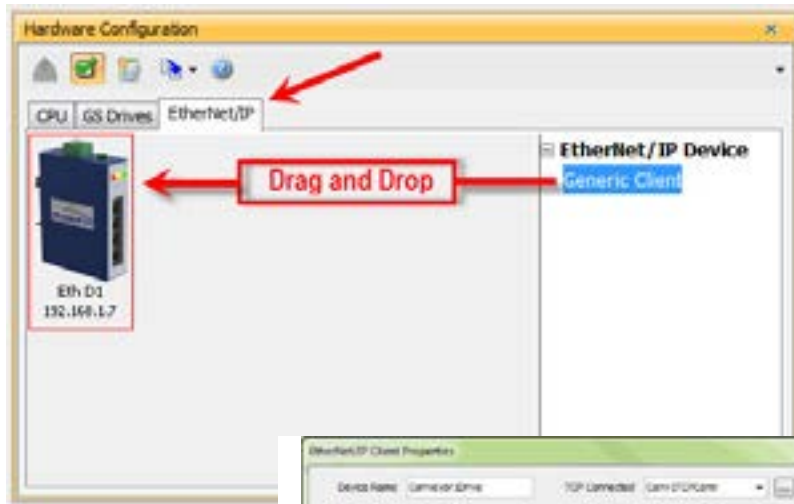 Hardware Configuration
CPU
GS Drives
EtherNet/IP
EtherNet/IP Device
Generic Client
Drag and Drop
Eth D1
192.168.1.7
EtherNet/IP Client Properties
Device Name
TCP Connected